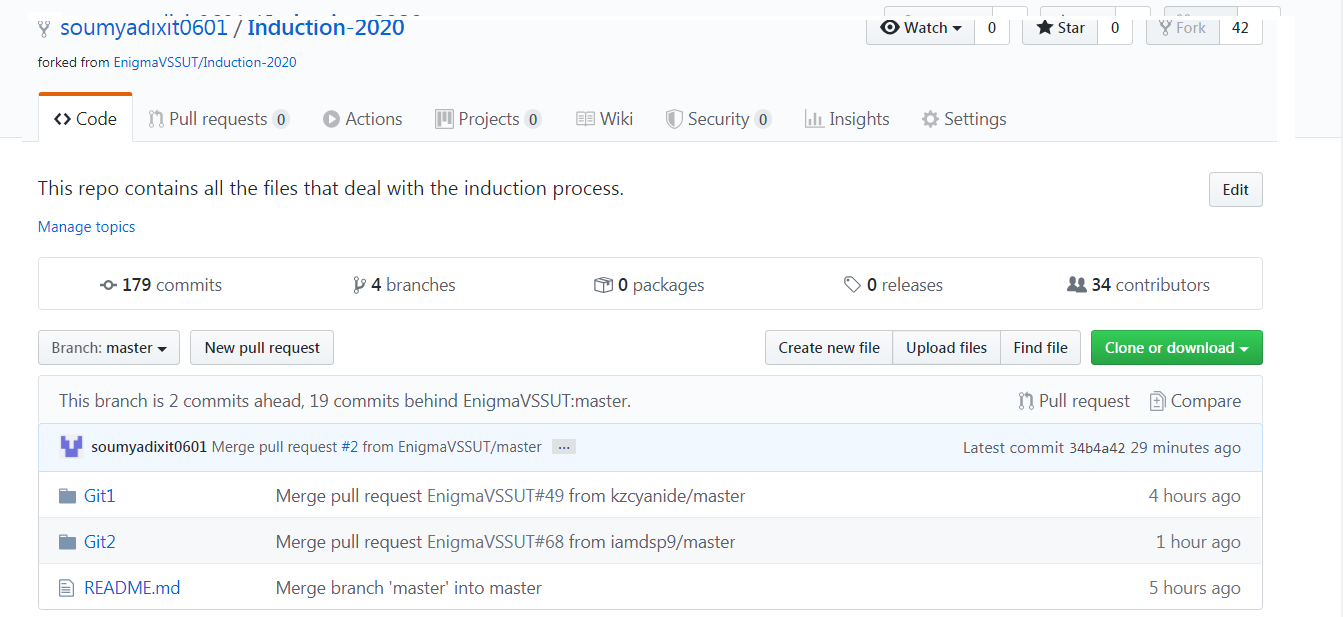 soumyadixit0601 / Induction-2020 Watch 0 Star 0 Fork 42
forked from EnigmaVSSUT/Induction-2020
Code Pull requests 0 Actions Projects 0 Wiki Security 0 Insights Settings
This repo contains all the files that deal with the induction process. Edit
Manage topics
179 commits 4 branches 0 packages 0 releases 34 contributors
Branch: master New pull request Create new file Upload files Find file Clone or download
This branch is 2 commits ahead, 19 commits behind EnigmaVSSUT:master. Pull request Compare
soumyadixit0601 Merge pull request #2 from EnigmaVSSUT/master ... Latest commit 34b4a42 29 minutes ago
Git1 Merge pull request EnigmaVSSUT#49 from kzcyanide/master 4 hours ago
Git2 Merge pull request EnigmaVSSUT#68 from iamdsp9/master 1 hour ago
README.md Merge branch 'master' into master 5 hours ago